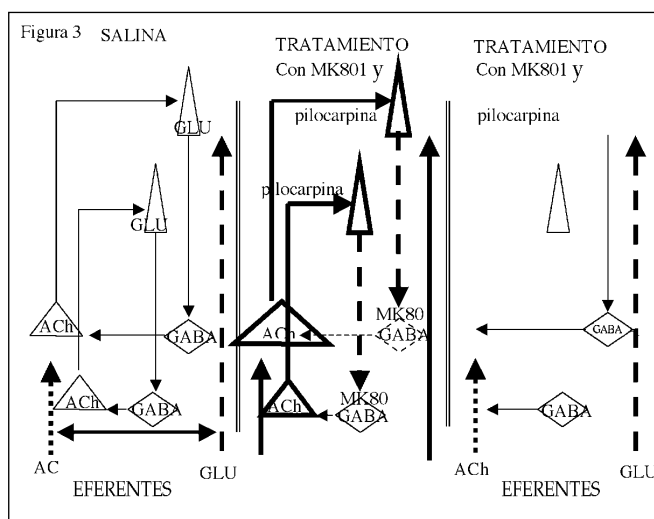 Figura 3
SALINA
GLU
GLU
ACh
GABA
ACh
GABA
AC
GLU
EFERENTES
TRATAMIENTO
Con MK801 y
pilocarpina
pilocarpina
MK80
ACh
GABA
MK80
ACh
GABA
TRATAMIENTO
Con MK801 y
pilocarpina
GABA
GABA
ACh
GLU
EFERENTES